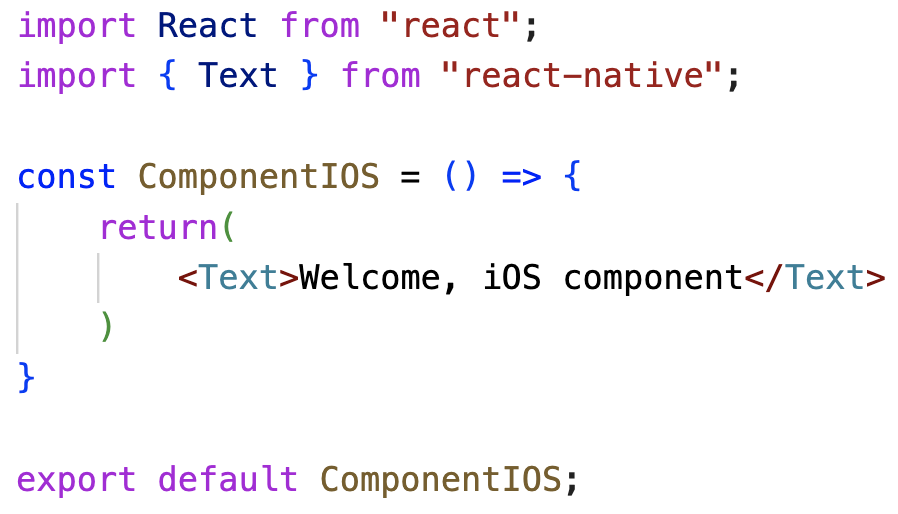 import React from "react";
import { Text } from "react-native";

const ComponentIOS = () => {
    return(
        <Text>Welcome, iOS component</Text>
    )
}

export default ComponentIOS;